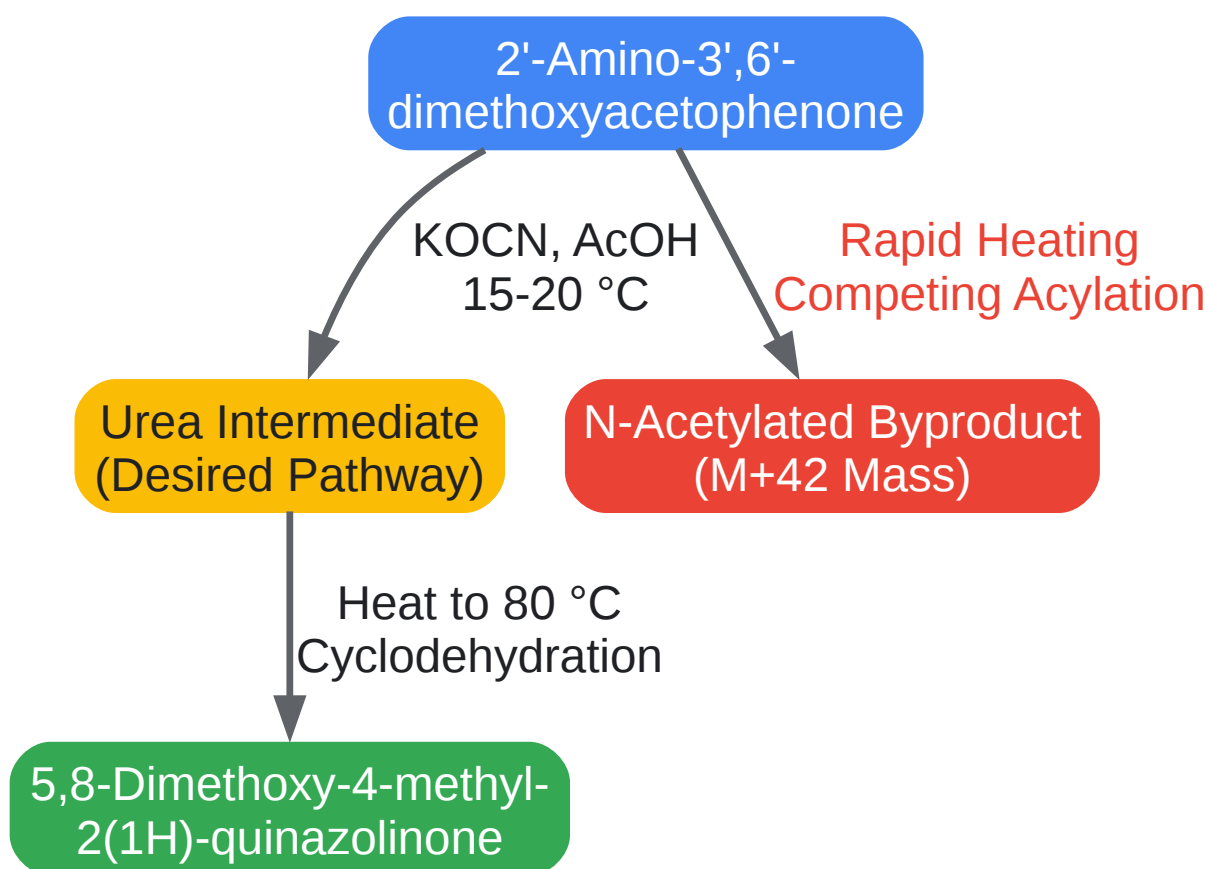 2'-Amino-3',6'-
dimethoxyacetophenone
KOCN, AcOH
15-20 °C
Rapid Heating
Competing Acylation
Urea Intermediate
(Desired Pathway)
N-Acetylated Byproduct
(M+42 Mass)
Heat to 80 °C
Cyclodehydration
5,8-Dimethoxy-4-methyl-
2(1H)-quinazolinone